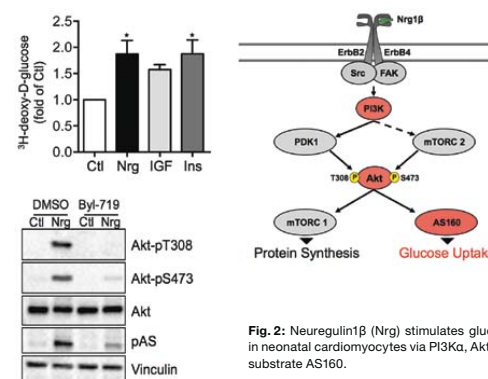 ³H-deoxy-D-glucose
(fold of Ctl)
2.5
2.0
1.5
1.0
0.5
0.0
*
*
Ctl Nrg IGF Ins
DMSO Byl-719
Ctl Nrg Ctl Nrg
Akt-pT308
Akt-pS473
Akt
pAS
Vinculin
Nrg1β
ErbB2 ErbB4
Src FAK
PI3K
PDK1 mTORC 2
T308 P Akt P S473
mTORC 1 AS160
Protein Synthesis Glucose Uptak
Fig. 2: Neuregulin1β (Nrg) stimulates gluc
in neonatal cardiomyocytes via PI3Kα, Akt
substrate AS160.